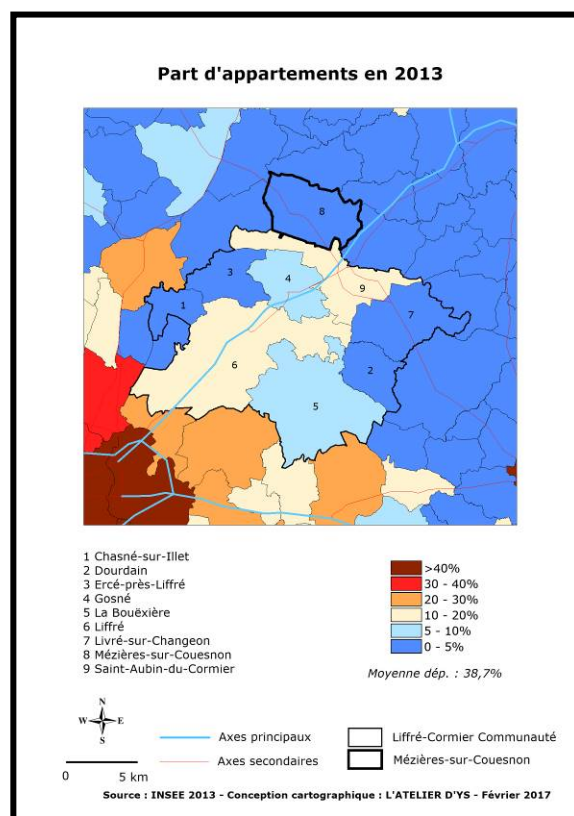 Part d'appartements en 2013
8
3
4
1
9
7
6
2
5
1 Chasné-sur-Illet
2 Dourdain
3 Ercé-près-Liffré
4 Gosné
5 La Bouëxière
6 Liffré
7 Livré-sur-Changeon
8 Mézières-sur-Couesnon
9 Saint-Aubin-du-Cormier
>40%
30 - 40%
20 - 30%
10 - 20%
5 - 10%
0 - 5%
Moyenne dép. : 38,7%
N
W E
S
0 5 km
Axes principaux
Axes secondaires
Liffré-Cormier Communauté
Mézières-sur-Couesnon
Source : INSEE 2013 - Conception cartographique : L'ATELIER D'YS - Février 2017